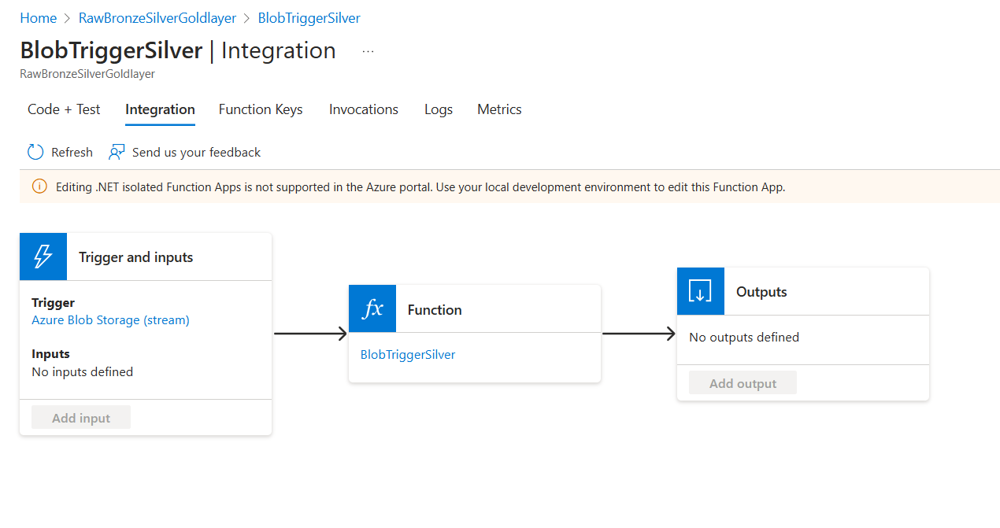 Home > RawBronzeSilverGoldlayer > BlobTriggerSilver
BlobTriggerSilver | Integration ...
RawBronzeSilverGoldlayer
Code + Test Integration Function Keys Invocations Logs Metrics
Refresh Send us your feedback
Editing .NET isolated Function Apps is not supported in the Azure portal. Use your local development environment to edit this Function App.
Trigger and inputs
Trigger
Azure Blob Storage (stream)
Inputs
No inputs defined
Add input
fx Function
BlobTriggerSilver
Outputs
No outputs defined
Add output